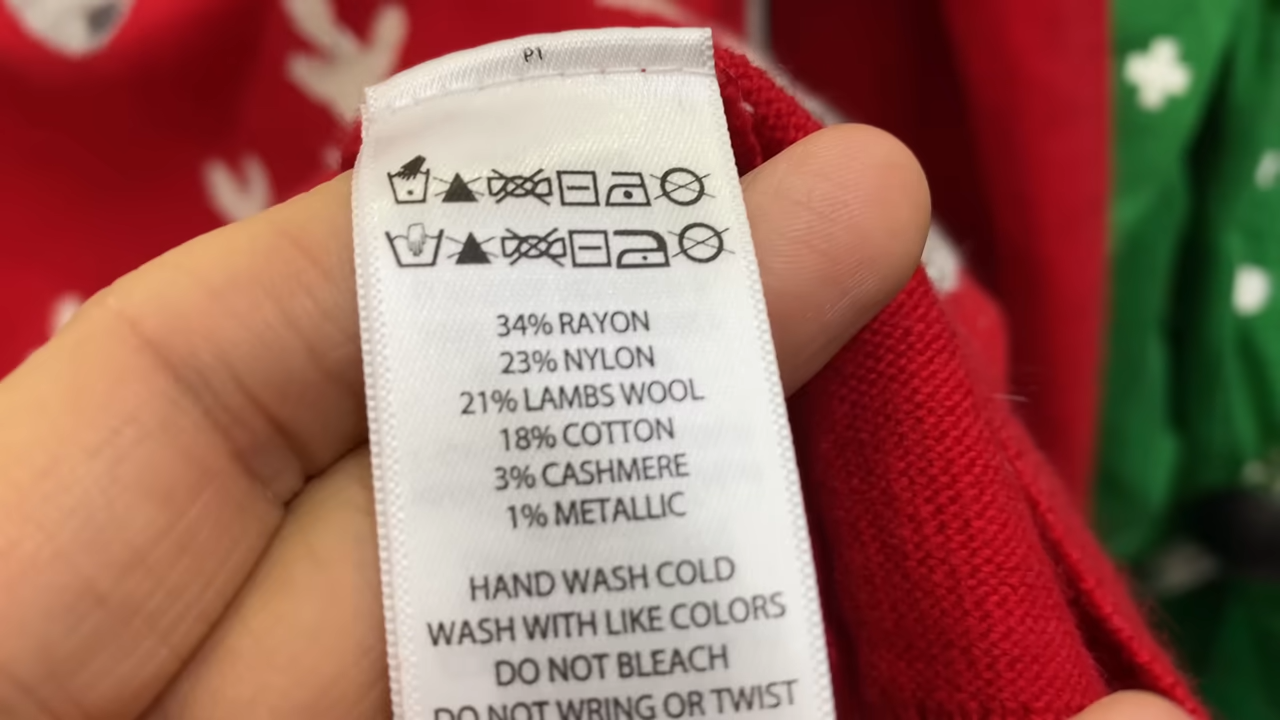 P1
34% RAYON
23% NYLON
21% LAMBS WOOL
18% COTTON
3% CASHMERE
1% METALLIC
HAND WASH COLD
WASH WITH LIKE COLORS
DO NOT BLEACH
DO NOT WRING OR TWIST